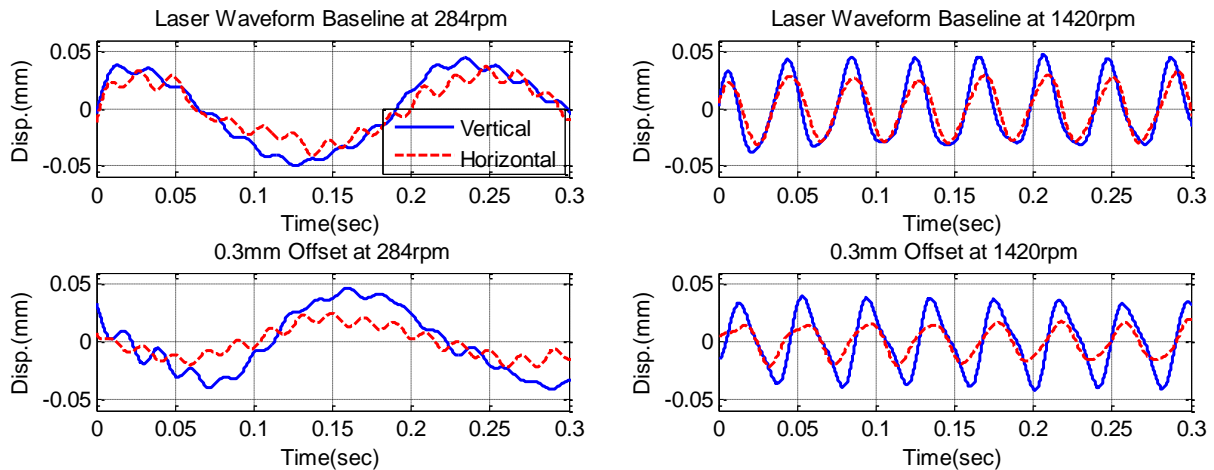 Laser Waveform Baseline at 284rpm
Disp.(mm)
0.05
0
-0.05
Vertical
Horizontal
0 0.05 0.1 0.15 0.2 0.25 0.3
Time(sec)
Laser Waveform Baseline at 1420rpm
Disp.(mm)
0.05
0
-0.05
0 0.05 0.1 0.15 0.2 0.25 0.3
Time(sec)
0.3mm Offset at 284rpm
Disp.(mm)
0.05
0
-0.05
0 0.05 0.1 0.15 0.2 0.25 0.3
Time(sec)
0.3mm Offset at 1420rpm
Disp.(mm)
0.05
0
-0.05
0 0.05 0.1 0.15 0.2 0.25 0.3
Time(sec)